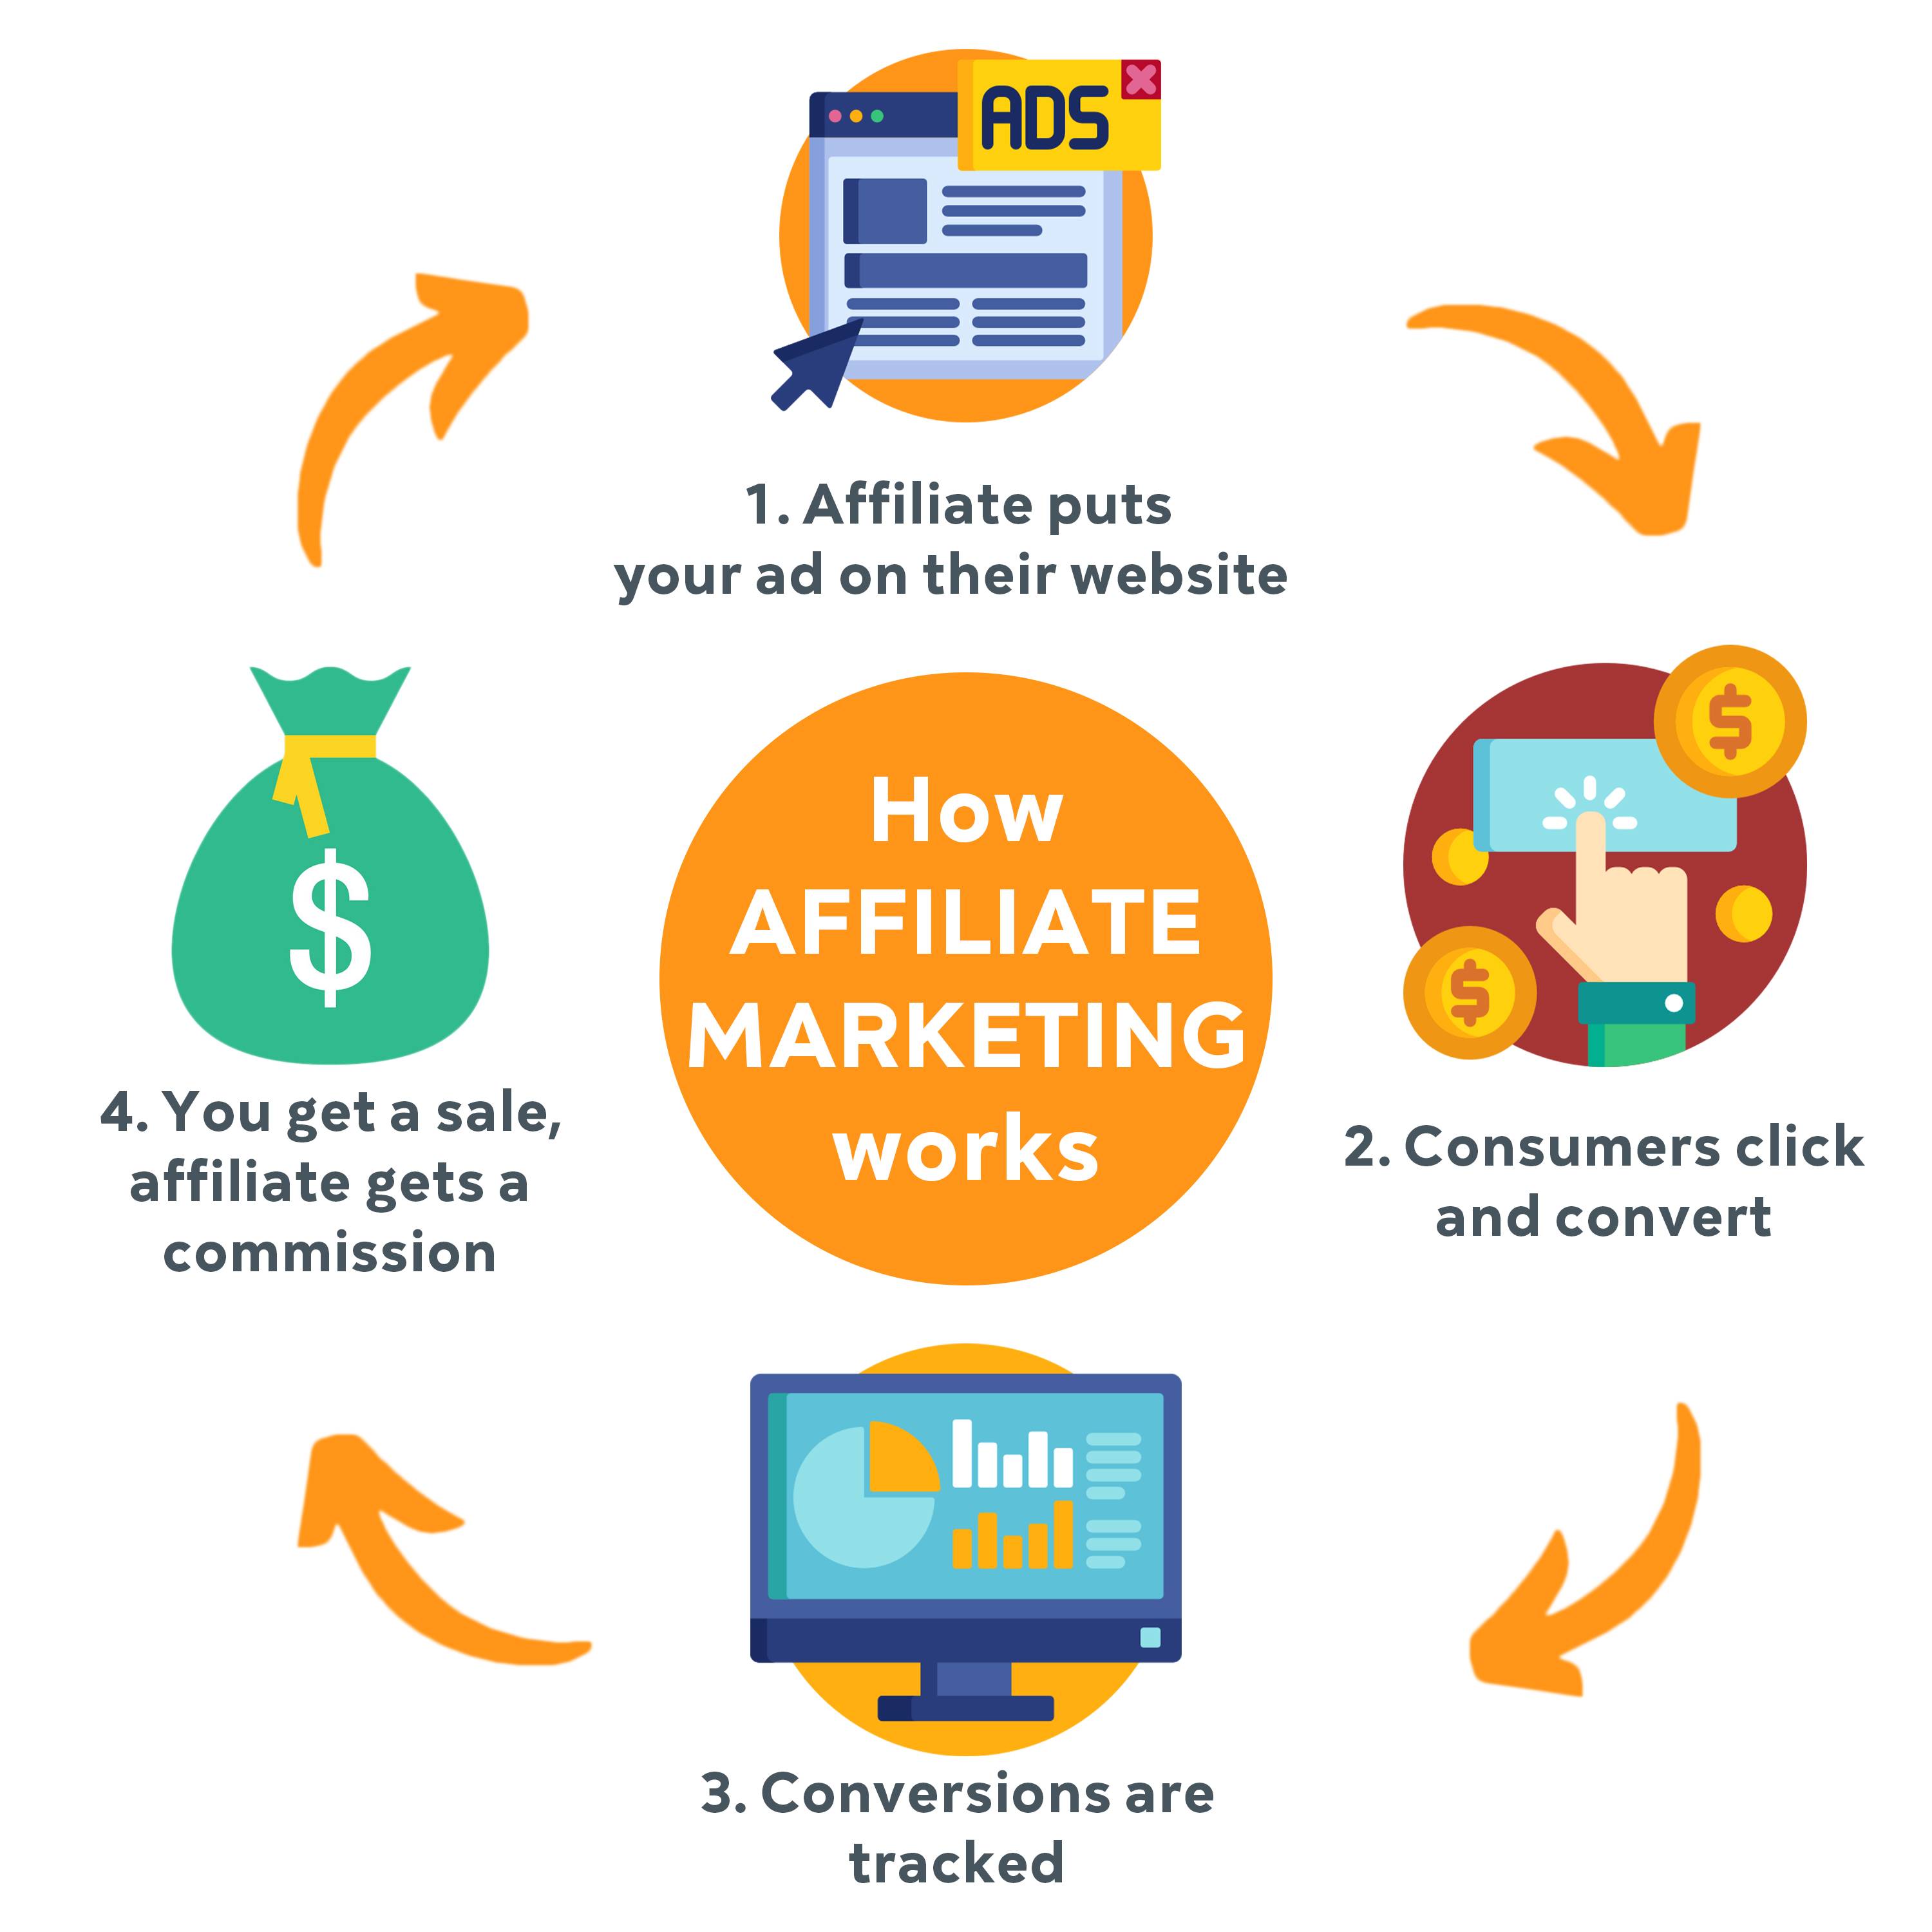 ADS
1. Affiliate puts
your ad on their website
How
AFFILIATE
MARKETING
works
$
$
$
2. Consumers click
and convert
3. Conversions are
tracked
4. You get a sale,
affiliate gets a
commission